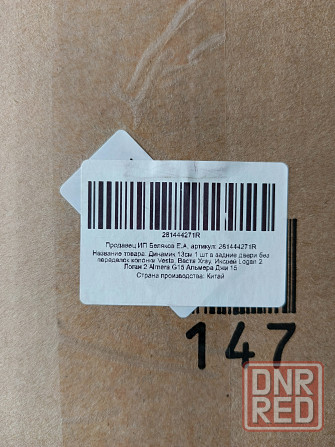 281444271R
Продавец ИП Беляков Е.А, артикул: 281444271R
Название товара: Динамик 13см 1 шт в задние двери без
переделок колонки Vesta, Веста Xray, Иксрей Logan 2
Логан 2 Almera G15 Альмера Джи 15
Страна производства: Китай
147
DNR
RED